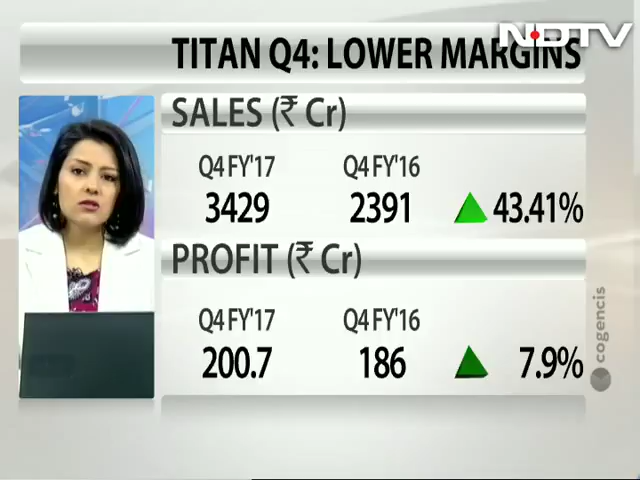 NDTV
TITAN Q4: LOWER MARGINS
SALES (₹ Cr)
Q4 FY'17 Q4 FY'16
3429 2391 43.41%
PROFIT (₹ Cr)
Q4 FY'17 Q4 FY'16
200.7 186 7.9%
cogencis